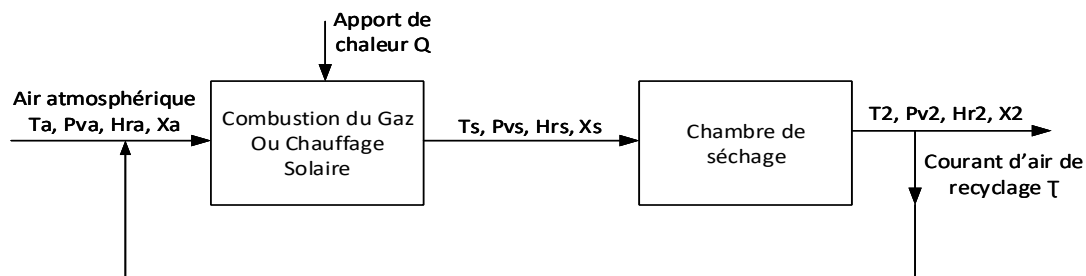 Apport de
chaleur Q
Air atmosphérique
Ta, Pva, Hra, Xa
Combustion du Gaz
Ou Chauffage
Solaire
Ts, Pvs, Hrs, Xs
Chambre de
séchage
T2, Pv2, Hr2, X2
Courant d’air de
recyclage Ʈ